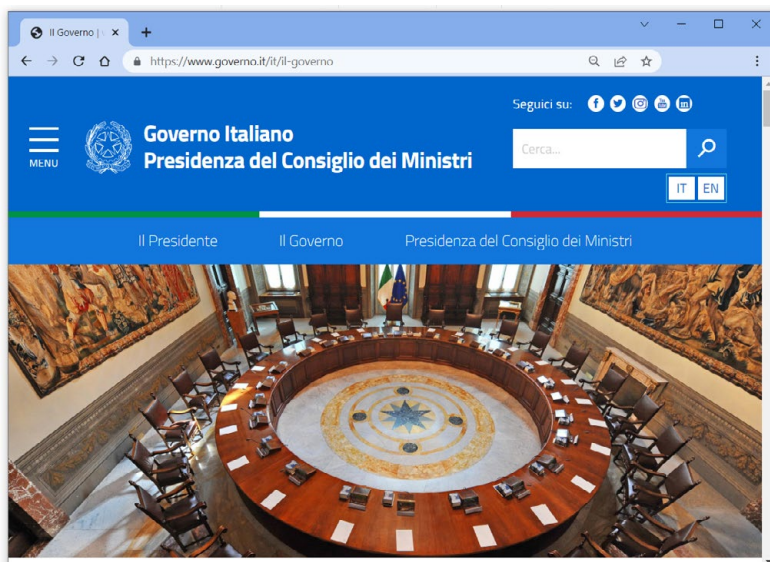 Il Governo |
https://www.governo.it/it/il-governo
Seguici su:
MENU
Governo Italiano
Presidenza del Consiglio dei Ministri
Cerca...
IT EN
Il Presidente Il Governo Presidenza del Consiglio dei Ministri